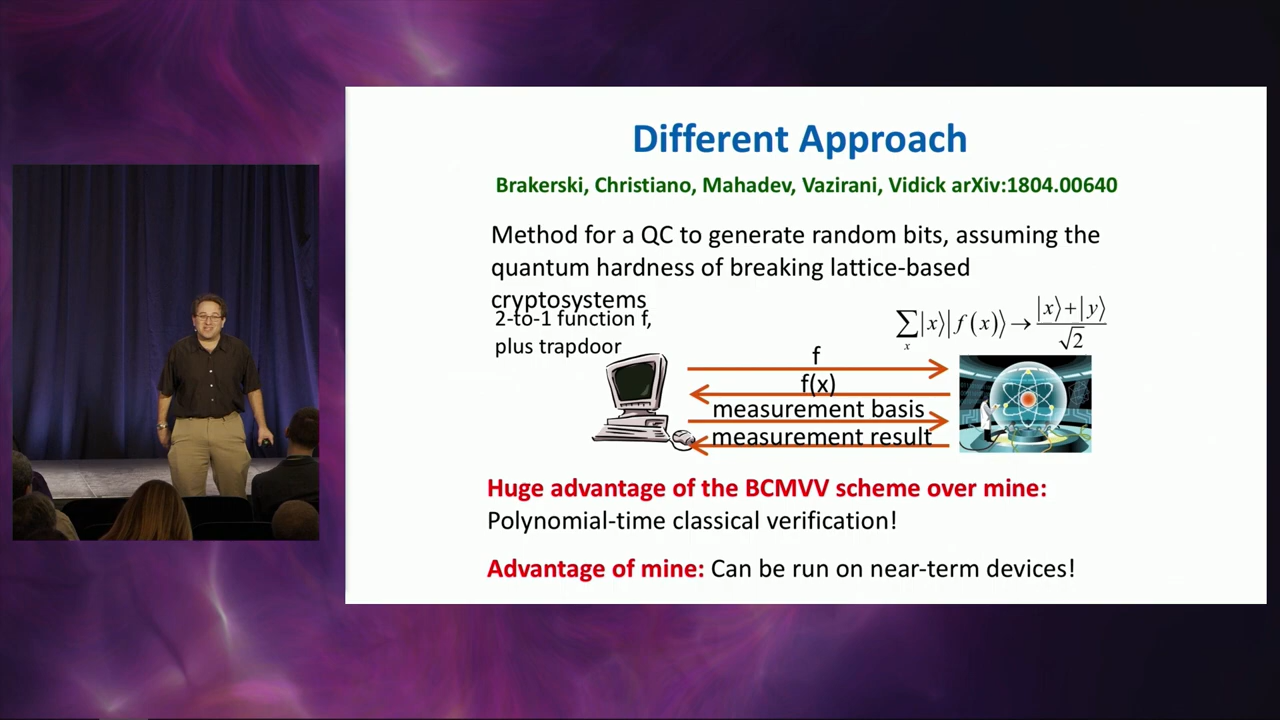 Different Approach
Brakerski, Christiano, Mahadev, Vazirani, Vidick arXiv:1804.00640
Method for a QC to generate random bits, assuming the
quantum hardness of breaking lattice-based
cryptosystems
2-to-1 function f,
plus trapdoor
∑|x⟩|f(x)⟩→(|x⟩+|y⟩)/√2
x
f
f(x)
measurement basis
measurement result
Huge advantage of the BCMVV scheme over mine:
Polynomial-time classical verification!
Advantage of mine: Can be run on near-term devices!